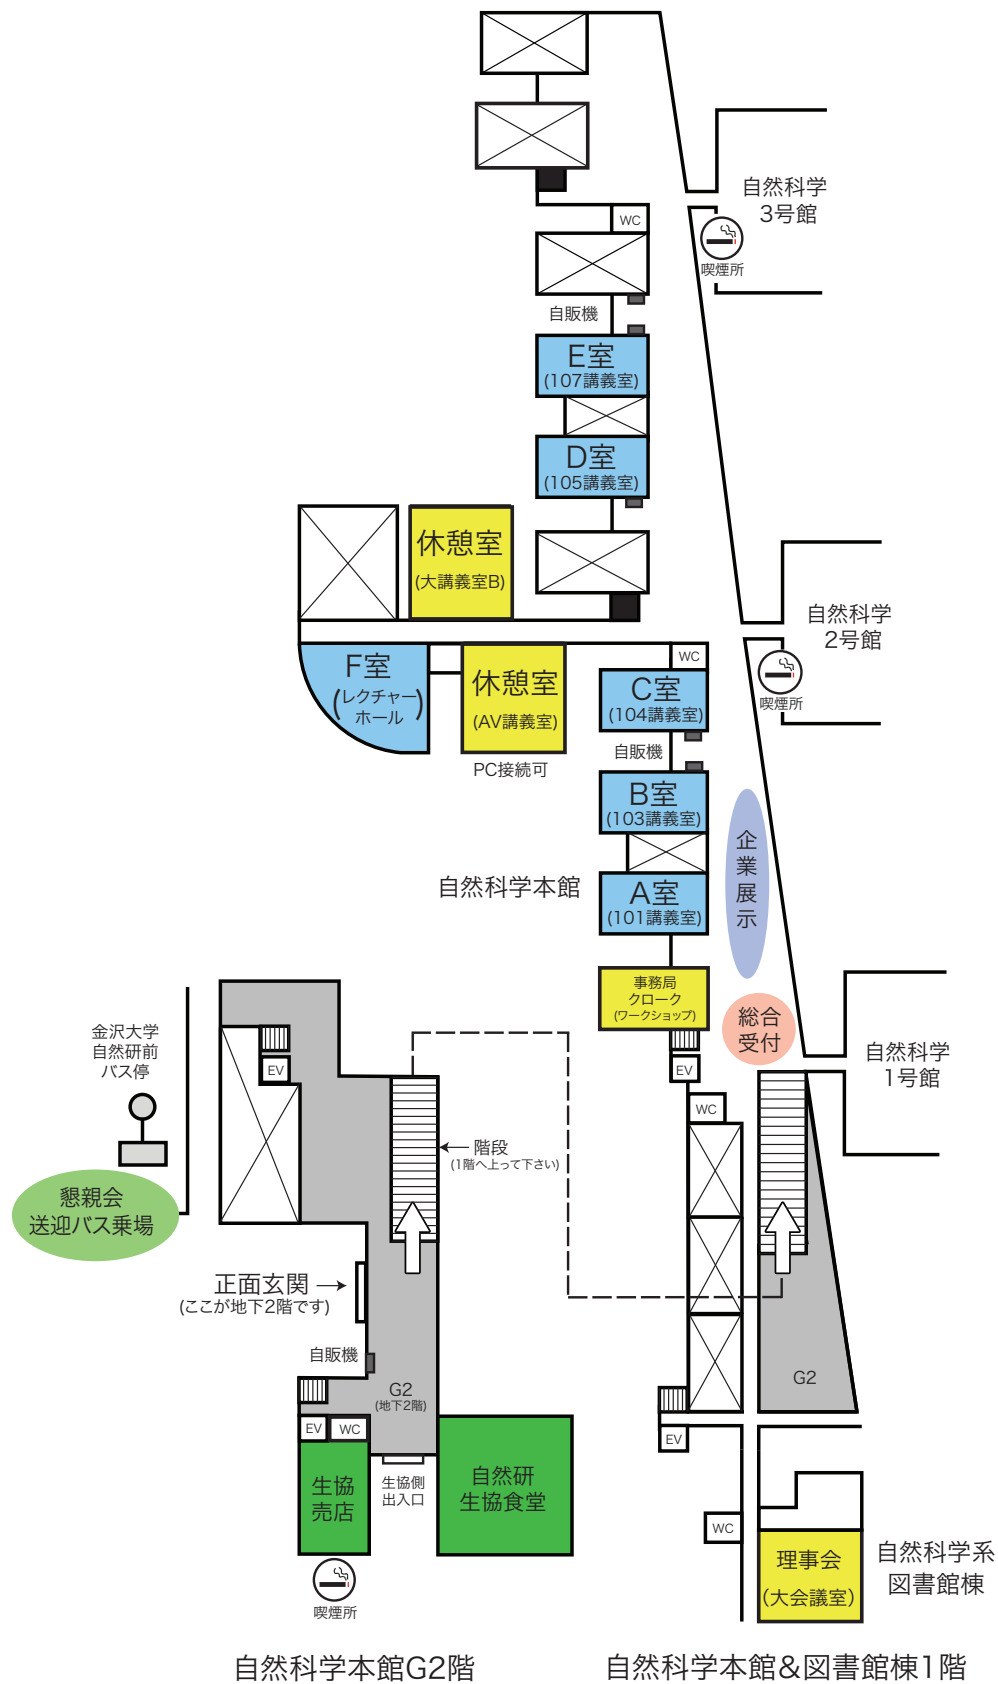 自然科学
3号館
WC
喫煙所
自販機
E室
(107講義室)
D室
(105講義室)
休憩室
(大講義室B)
自然科学
2号館
喫煙所
F室
(レクチャー
ホール)
休憩室
(AV講義室)
PC接続可
WC
C室
(104講義室)
自販機
B室
(103講義室)
企業展示
自然科学本館
A室
(101講義室)
事務局
クローク
(ワークショップ)
総合
受付
自然科学
1号館
金沢大学
自然研前
バス停
EV
EV
WC
階段
(1階へ上って下さい)
懇親会
送迎バス乗場
正面玄関
(ここが地下2階です)
自販機
G2
(地下2階)
G2
EV
WC
EV
生協
売店
生協側
出入口
自然研
生協食堂
WC
理事会
(大会議室)
自然科学系
図書館棟
喫煙所
自然科学本館G2階
自然科学本館&図書館棟1階